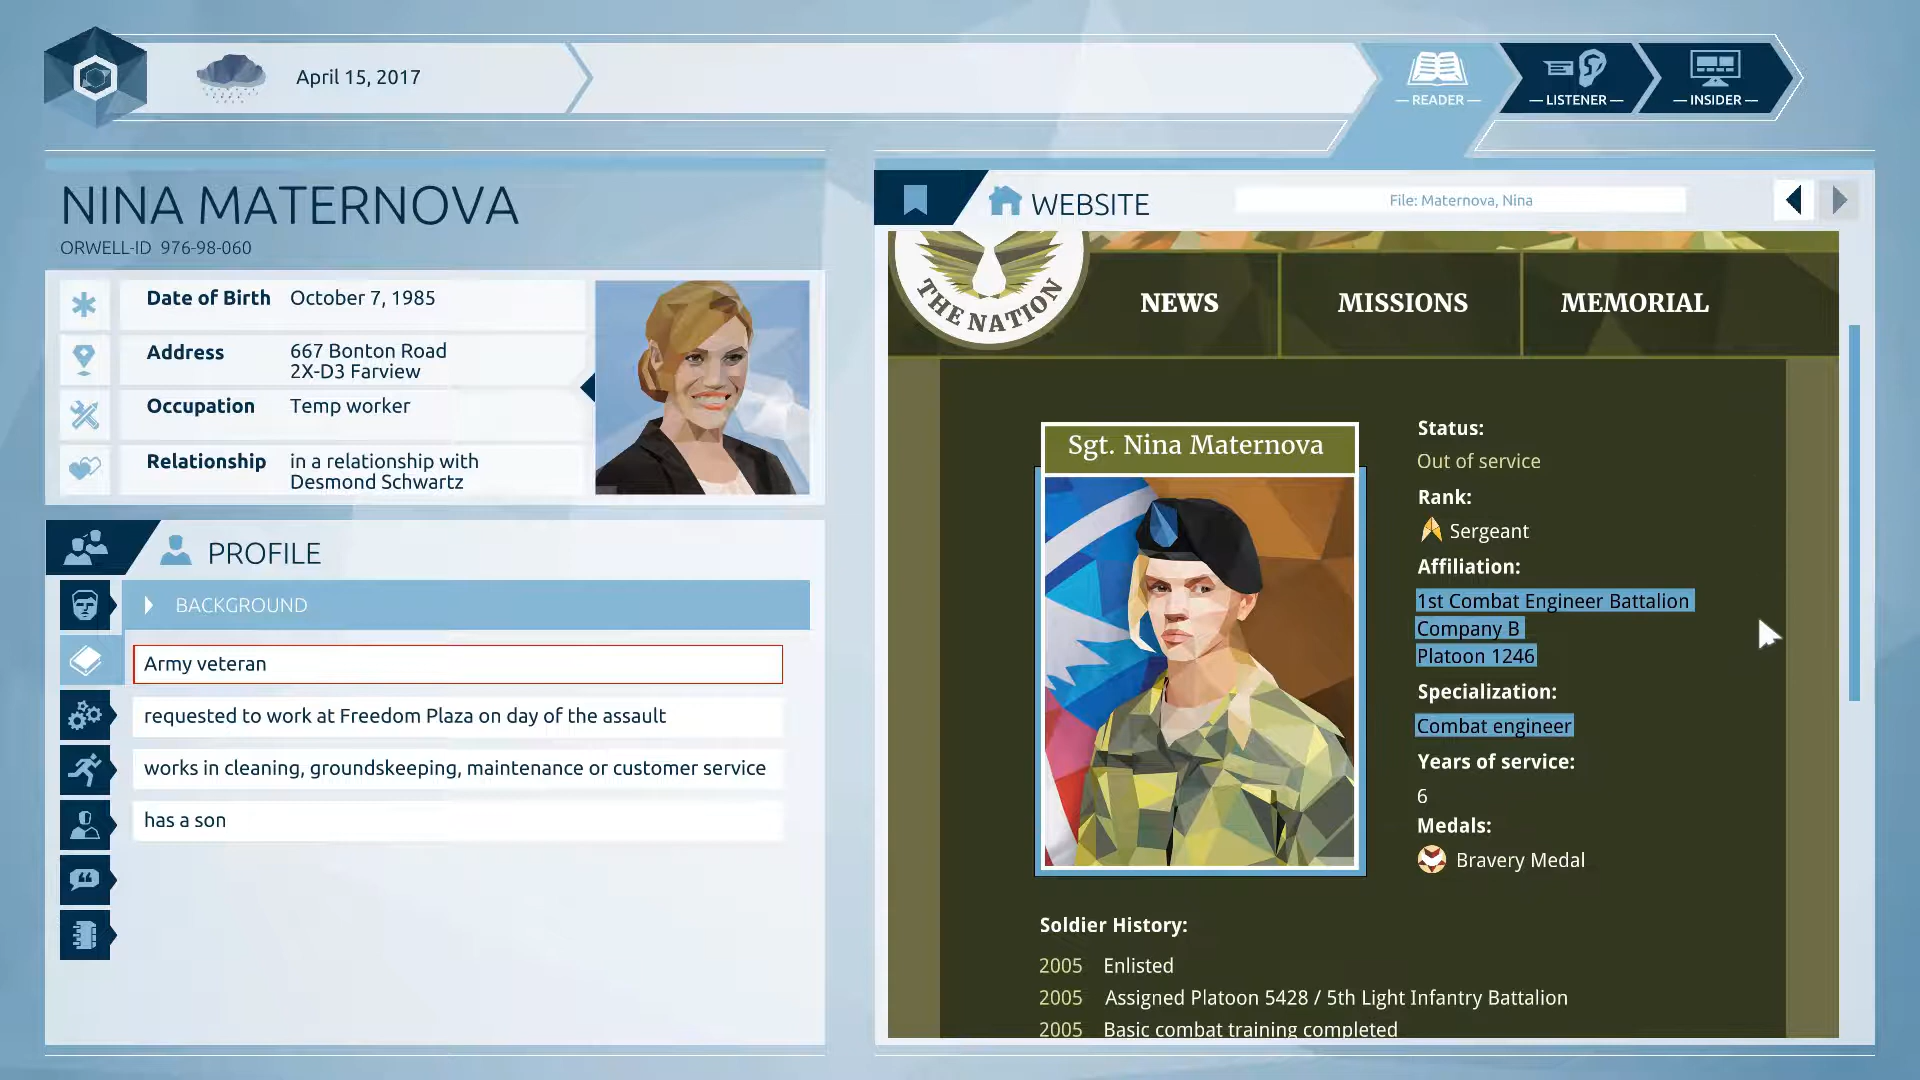 April 15, 2017
READER
LISTENER
INSIDER
NINA MATERNOVA
ORWELL-ID 976-98-060
Date of Birth October 7, 1985
Address 667 Bonton Road
2X-D3 Farview
Occupation Temp worker
Relationship in a relationship with
Desmond Schwartz
PROFILE
BACKGROUND
Army veteran
requested to work at Freedom Plaza on day of the assault
works in cleaning, groundskeeping, maintenance or customer service
has a son
WEBSITE
File: Maternova, Nina
THE NATION
NEWS
MISSIONS
MEMORIAL
Sgt. Nina Maternova
Status:
Out of service
Rank:
Sergeant
Affiliation:
1st Combat Engineer Battalion
Company B
Platoon 1246
Specialization:
Combat engineer
Years of service:
6
Medals:
Bravery Medal
Soldier History:
2005 Enlisted
2005 Assigned Platoon 5428 / 5th Light Infantry Battalion
2005 Basic combat training completed